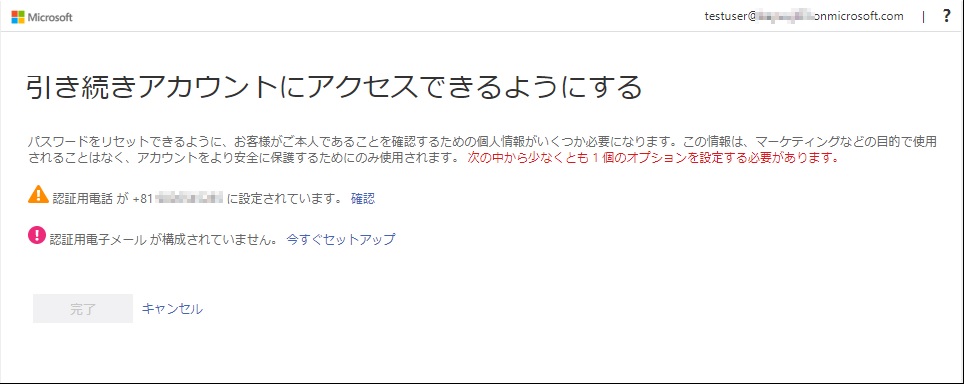 Microsoft
testuser@ onmicrosoft.com | ?
引き続きアカウントにアクセスできるようにする
パスワードをリセットできるように、お客様がご本人であることを確認するための個人情報がいくつか必要になります。この情報は、マーケティングなどの目的で使用
されることはなく、アカウントをより安全に保護するためにのみ使用されます。 次の中から少なくとも 1 個のオプションを設定する必要があります。
認証用電話 が +81 に設定されています。 確認
認証用電子メール が構成されていません。 今すぐセットアップ
完了 キャンセル